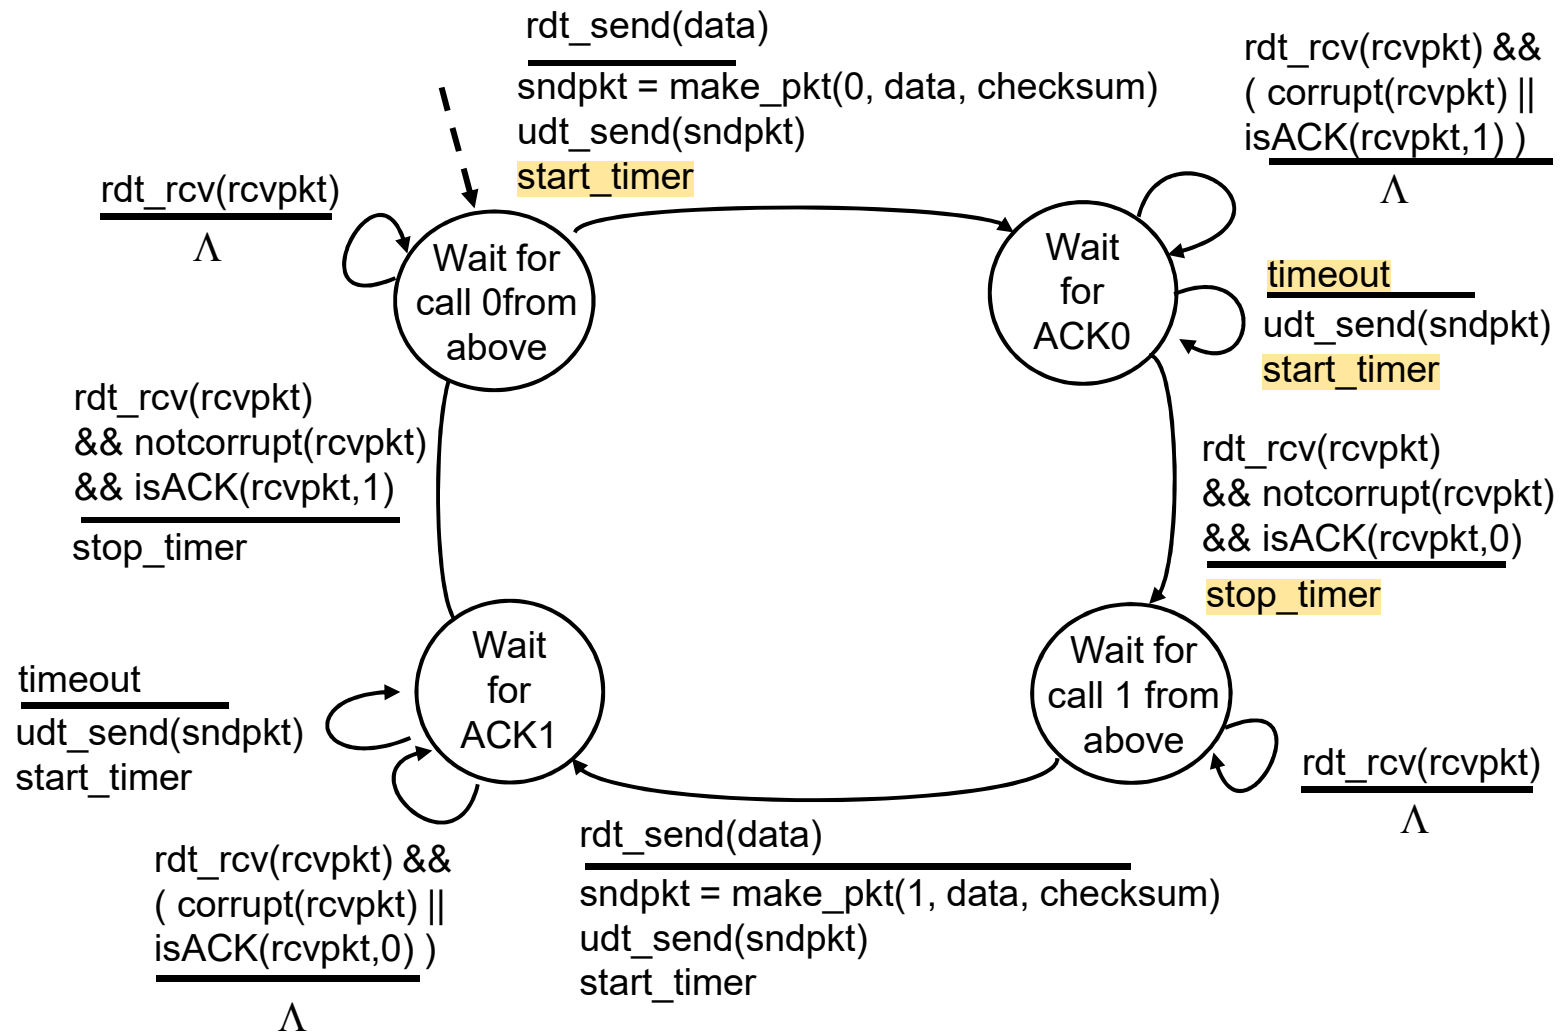 rdt_send(data)
sndpkt = make_pkt(0, data, checksum)
udt_send(sndpkt)
start_timer
rdt_rcv(rcvpkt) &&
( corrupt(rcvpkt) ||
isACK(rcvpkt,1) )
Λ
rdt_rcv(rcvpkt)
Λ
Wait for
call 0from
above
Wait
for
ACK0
timeout
udt_send(sndpkt)
start_timer
rdt_rcv(rcvpkt)
&& notcorrupt(rcvpkt)
&& isACK(rcvpkt,1)
stop_timer
rdt_rcv(rcvpkt)
&& notcorrupt(rcvpkt)
&& isACK(rcvpkt,0)
stop_timer
Wait
for
ACK1
Wait for
call 1 from
above
timeout
udt_send(sndpkt)
start_timer
rdt_rcv(rcvpkt)
Λ
rdt_rcv(rcvpkt) &&
( corrupt(rcvpkt) ||
isACK(rcvpkt,0) )
Λ
rdt_send(data)
sndpkt = make_pkt(1, data, checksum)
udt_send(sndpkt)
start_timer